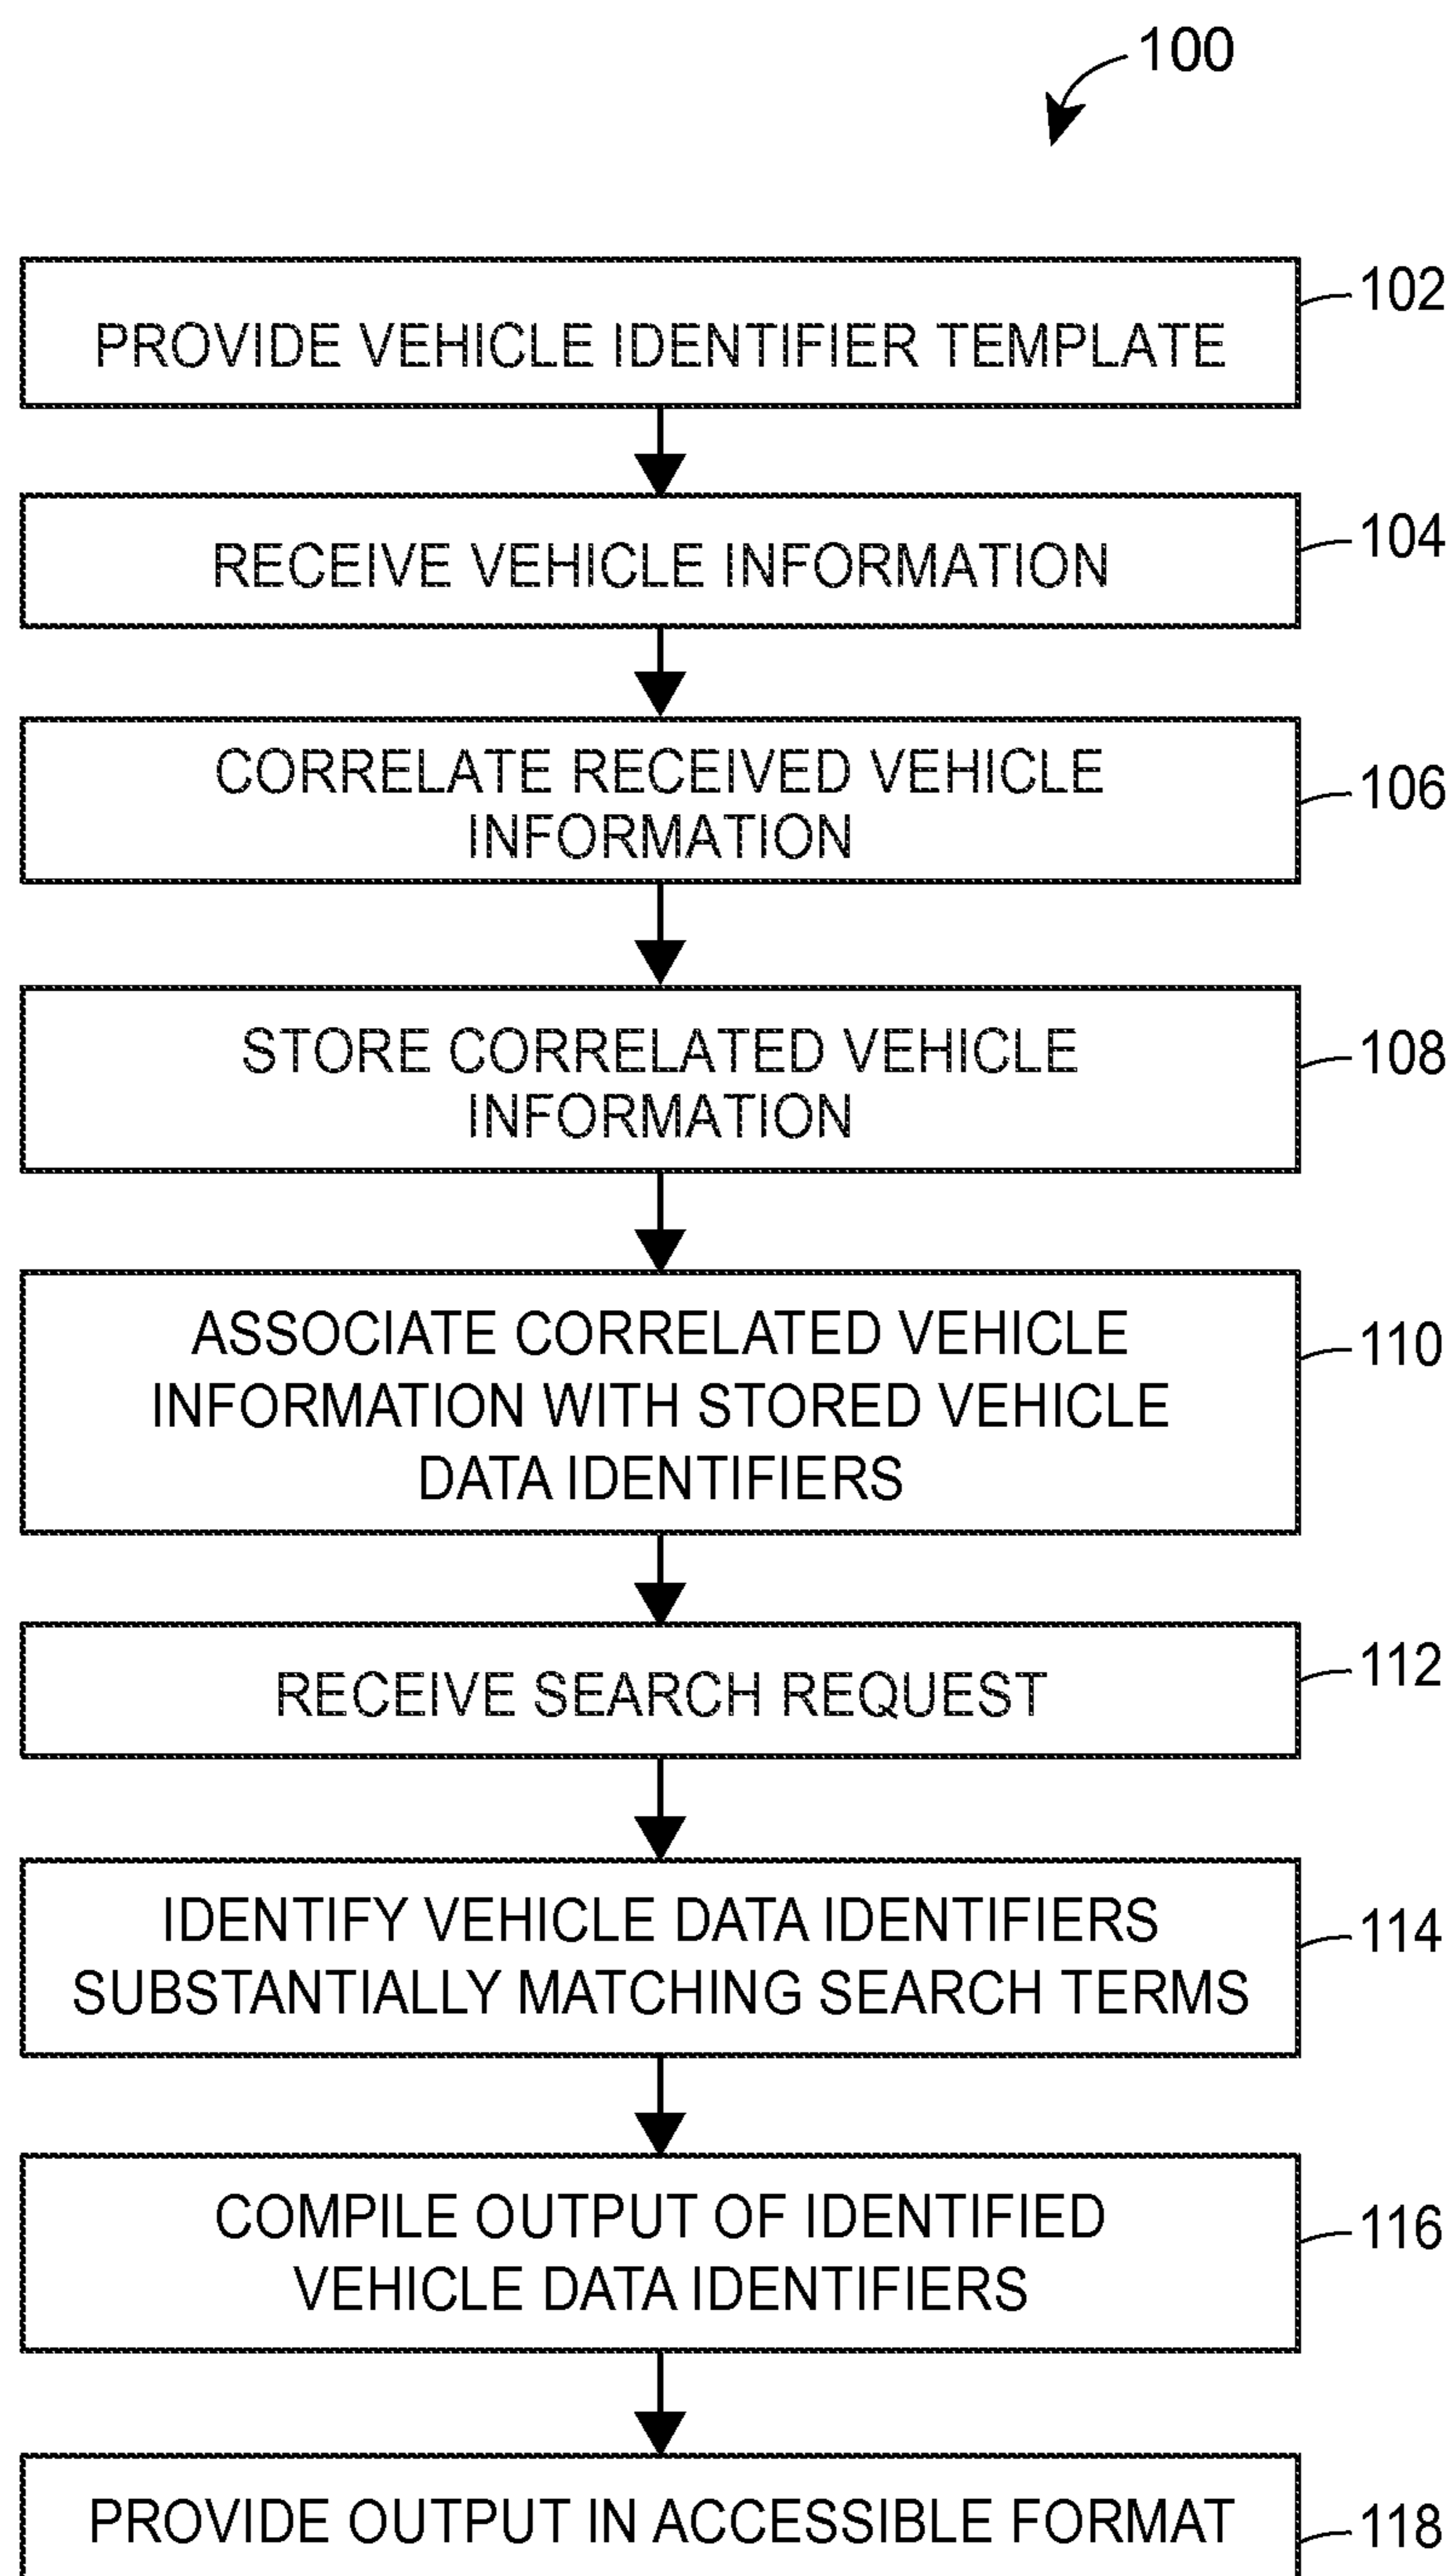 100
PROVIDE VEHICLE IDENTIFIER TEMPLATE
102
RECEIVE VEHICLE INFORMATION
104
CORRELATE RECEIVED VEHICLE
INFORMATION
106
STORE CORRELATED VEHICLE
INFORMATION
108
ASSOCIATE CORRELATED VEHICLE
INFORMATION WITH STORED VEHICLE
DATA IDENTIFIERS
110
RECEIVE SEARCH REQUEST
112
IDENTIFY VEHICLE DATA IDENTIFIERS
SUBSTANTIALLY MATCHING SEARCH TERMS
114
COMPILE OUTPUT OF IDENTIFIED
VEHICLE DATA IDENTIFIERS
116
PROVIDE OUTPUT IN ACCESSIBLE FORMAT
118